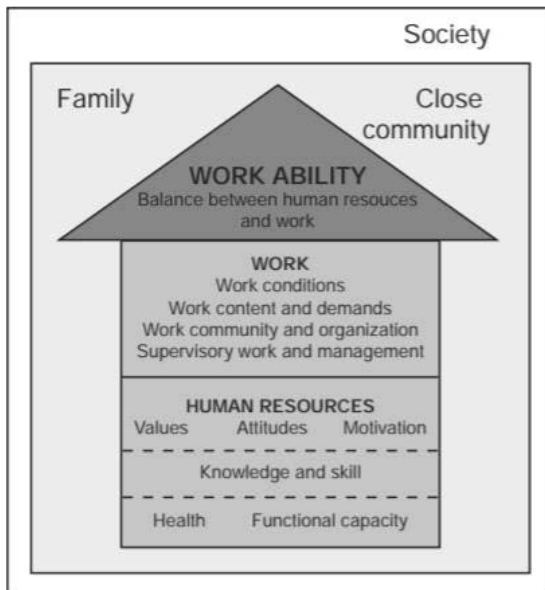 Society
Family
Close
community
WORK ABILITY
Balance between human resouces
and work
WORK
Work conditions
Work content and demands
Work community and organization
Supervisory work and management
HUMAN RESOURCES
Values Attitudes Motivation
Knowledge and skill
Health Functional capacity